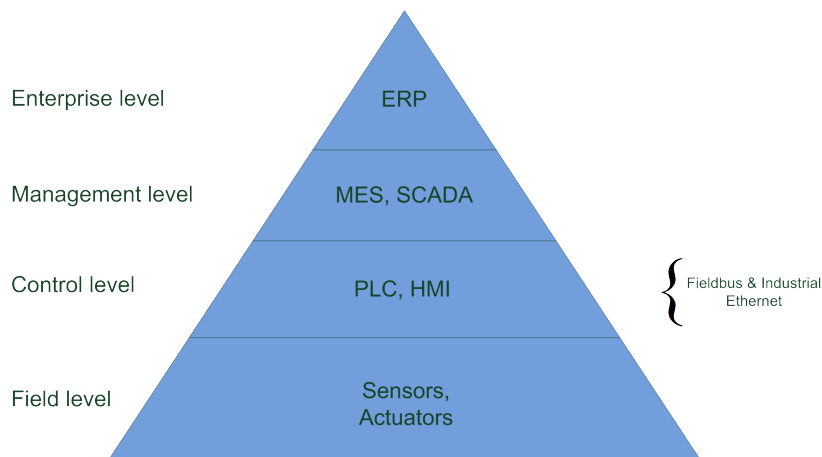 Enterprise level
ERP
Management level
MES, SCADA
Control level
PLC, HMI
Fieldbus & Industrial
Ethernet
Field level
Sensors,
Actuators